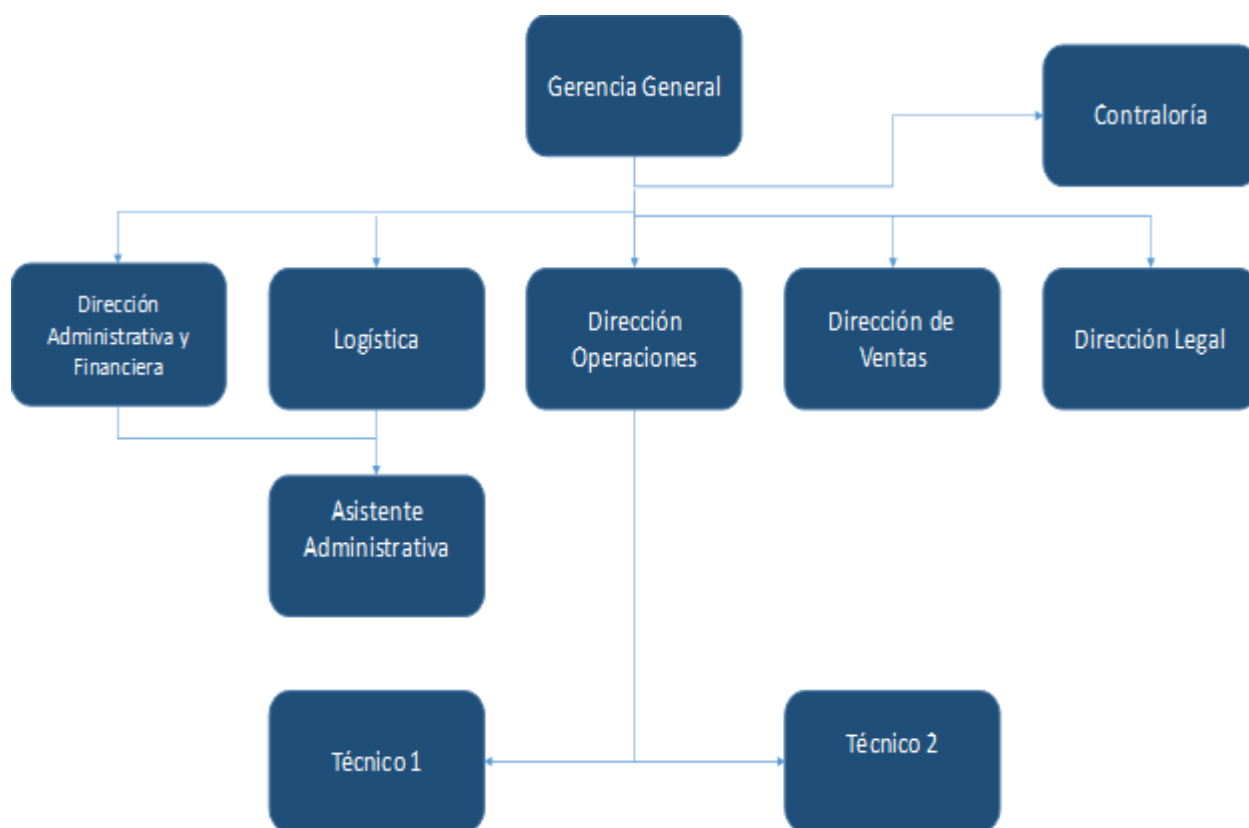 Gerencia General
Contraloría
Dirección
Administrativa y
Financiera
Logística
Dirección
Operaciones
Dirección de
Ventas
Dirección Legal
Asistente
Administrativa
Técnico 1
Técnico 2